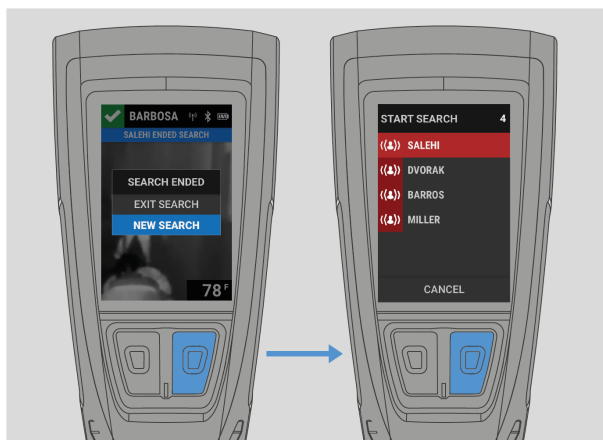 BARBOSA
SALEHI ENDED SEARCH
SEARCH ENDED
EXIT SEARCH
NEW SEARCH
78 F
START SEARCH 4
SALEHI
DVORAK
BARROS
MILLER
CANCEL